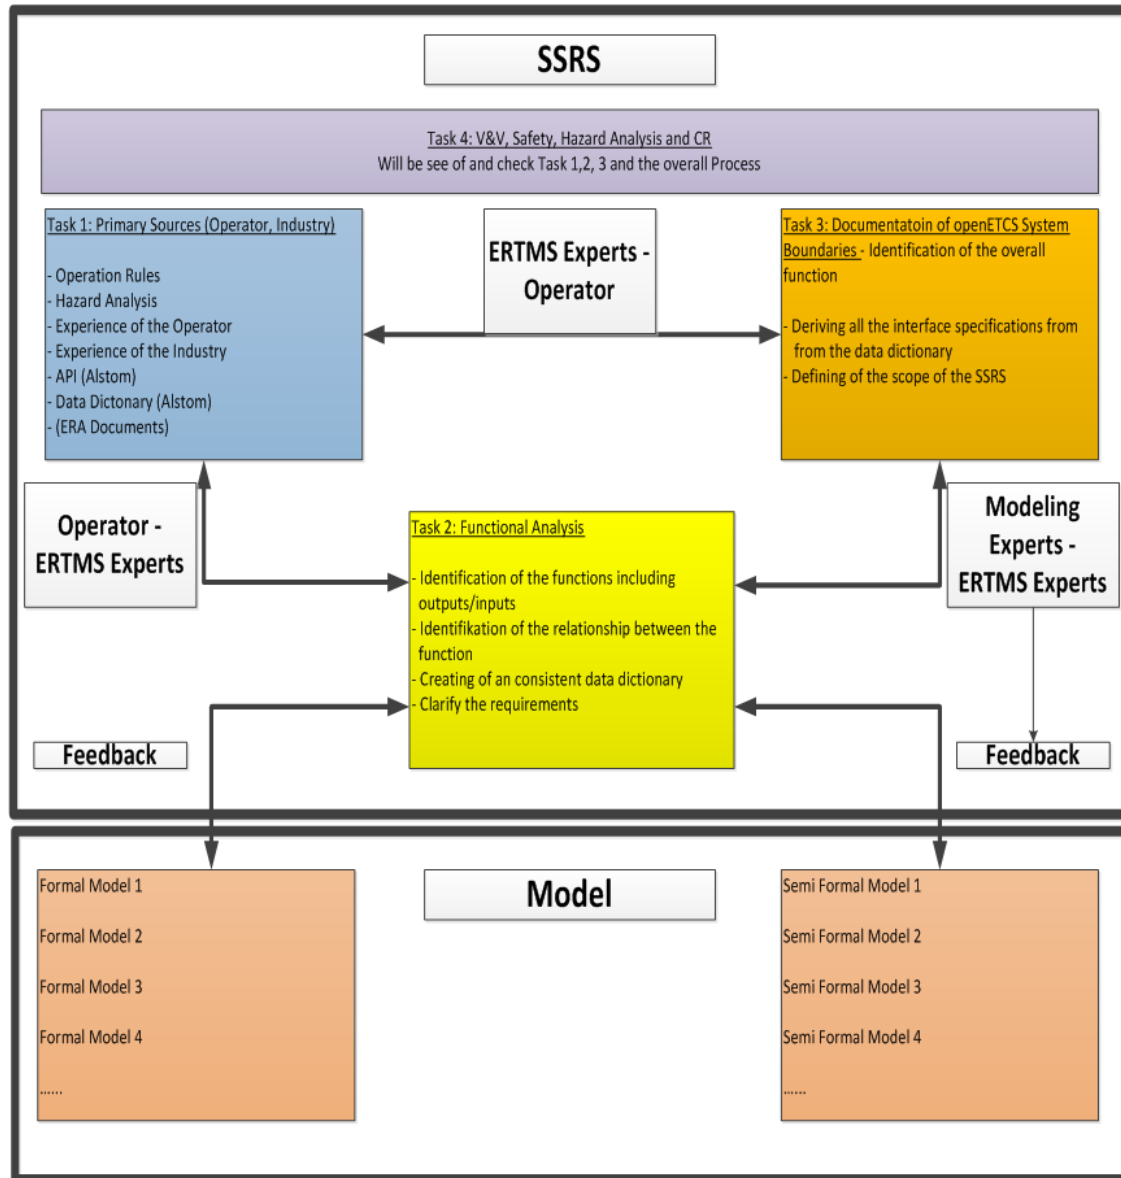 SSRS
Task 4: V&V, Safety, Hazard Analysis and CR
Will be see of and check Task 1,2, 3 and the overall Process
Task 1: Primary Sources (Operator, Industry)
- Operation Rules
- Hazard Analysis
- Experience of the Operator
- Experience of the Industry
- API (Alstom)
- Data Dictonary (Alstom)
- (ERA Documents)
ERTMS Experts -
Operator
Task 3: Documentatoin of openETCS System
Boundaries - Identification of the overall
function
- Deriving all the interface specifications from
from the data dictionary
- Defining of the scope of the SSRS
Operator -
ERTMS Experts
Task 2: Functional Analysis
- Identification of the functions including
outputs/inputs
- Identifikation of the relationship between the
function
- Creating of an consistent data dictionary
- Clarify the requirements
Modeling
Experts -
ERTMS Experts
Feedback
Feedback
Formal Model 1
Formal Model 2
Formal Model 3
Formal Model 4
......
Model
Semi Formal Model 1
Semi Formal Model 2
Semi Formal Model 3
Semi Formal Model 4
......